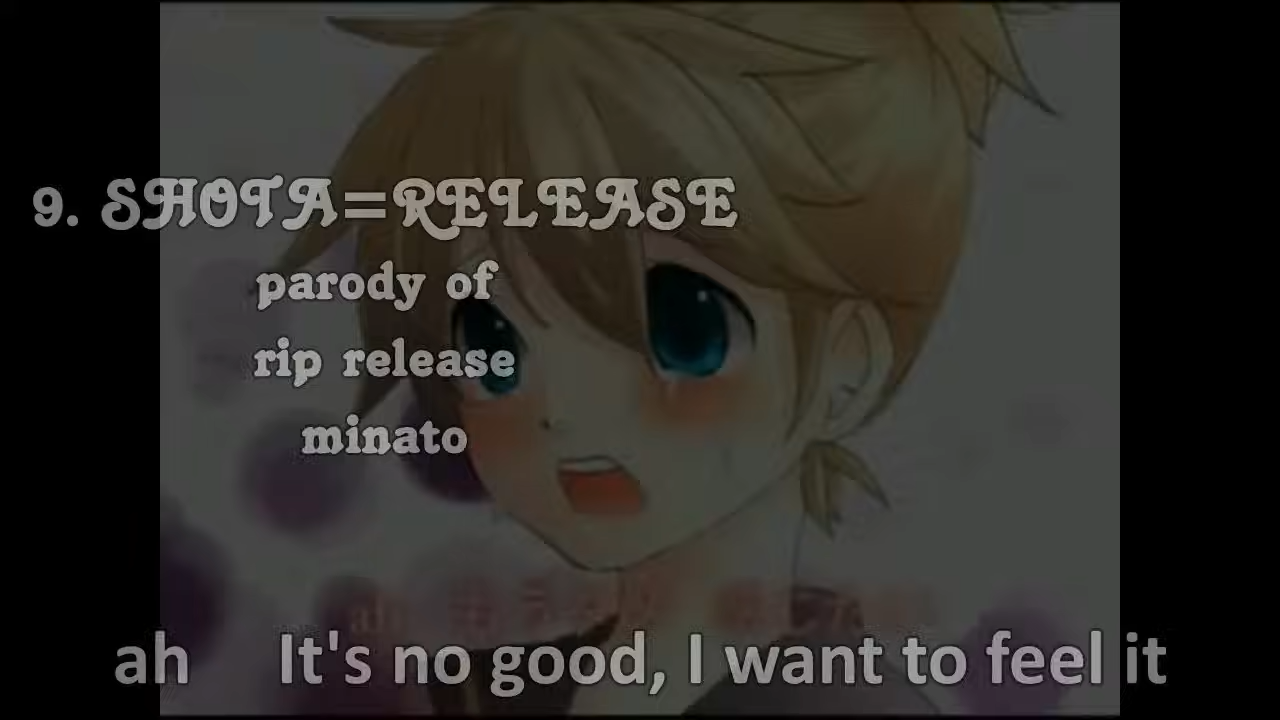 9. SHOTA=RELEASE
parody of
rip release
minato
ah It's no good, I want to feel it